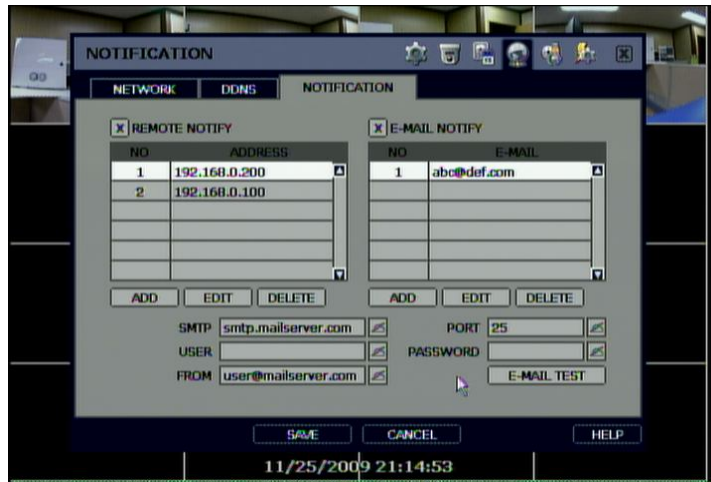 NOTIFICATION
NETWORK DDNS NOTIFICATION
X REMOTE NOTIFY
NO ADDRESS
1 192.168.0.200
2 192.168.0.100
ADD EDIT DELETE
X E-MAIL NOTIFY
NO E-MAIL
1 abc@def.com
ADD EDIT DELETE
SMTP smtp.mailserver.com PORT 25
USER PASSWORD
FROM user@mailserver.com E-MAIL TEST
SAVE CANCEL HELP
11/25/2009 21:14:53